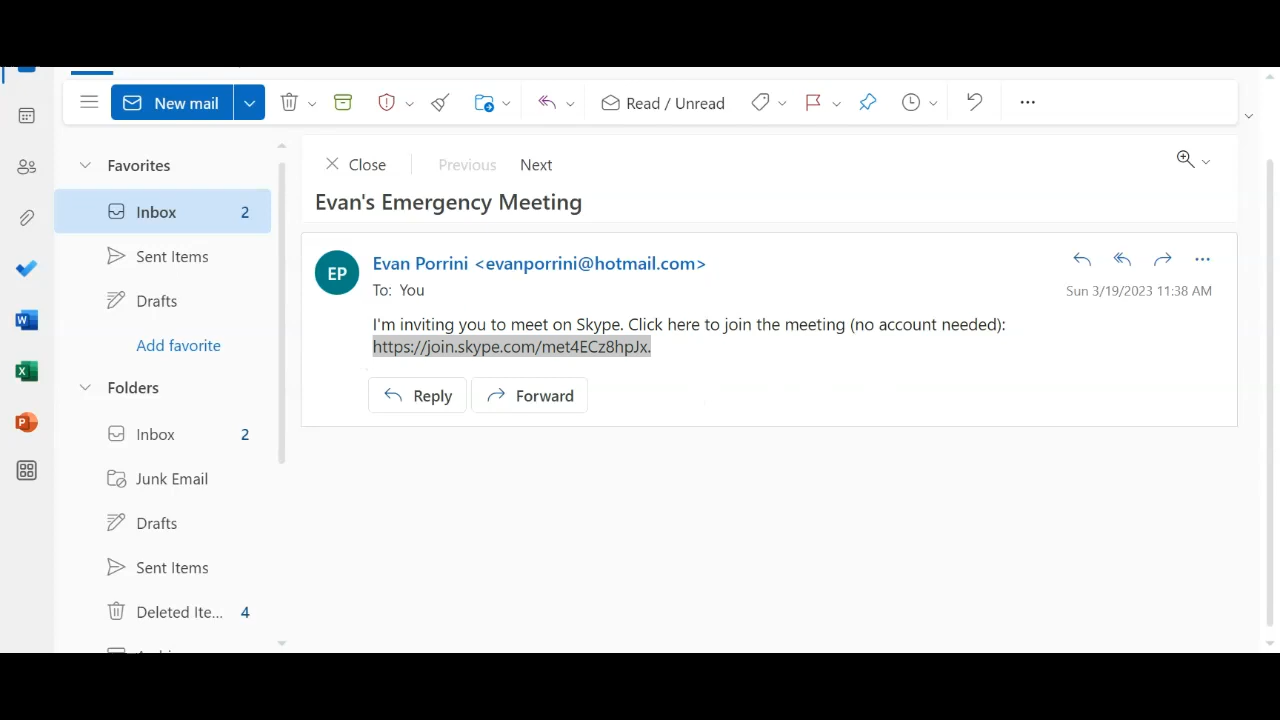 New mail
Read / Unread
Favorites
Inbox 2
Sent Items
Drafts
Add favorite
Folders
Inbox 2
Junk Email
Drafts
Sent Items
Deleted Ite... 4
Close Previous Next
Evan's Emergency Meeting
EP
Evan Porrini <evanporrini@hotmail.com>
To: You
Sun 3/19/2023 11:38 AM
I'm inviting you to meet on Skype. Click here to join the meeting (no account needed):
https://join.skype.com/met4ECz8hpJx.
Reply Forward
W
X
P